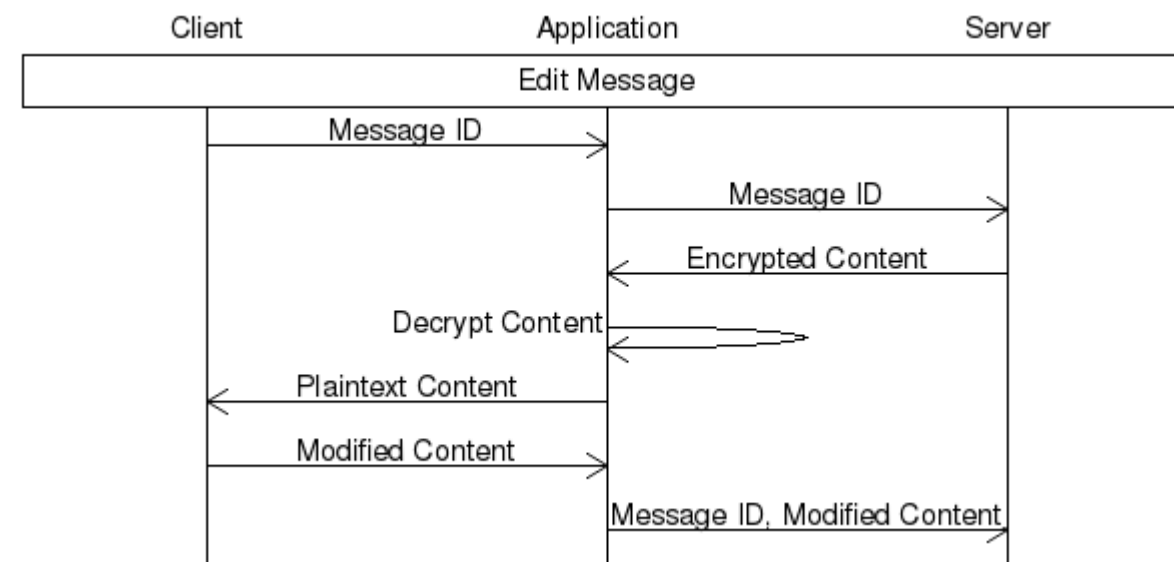 Client Application Server
Edit Message
Message ID
Message ID
Encrypted Content
Decrypt Content
Plaintext Content
Modified Content
Message ID, Modified Content